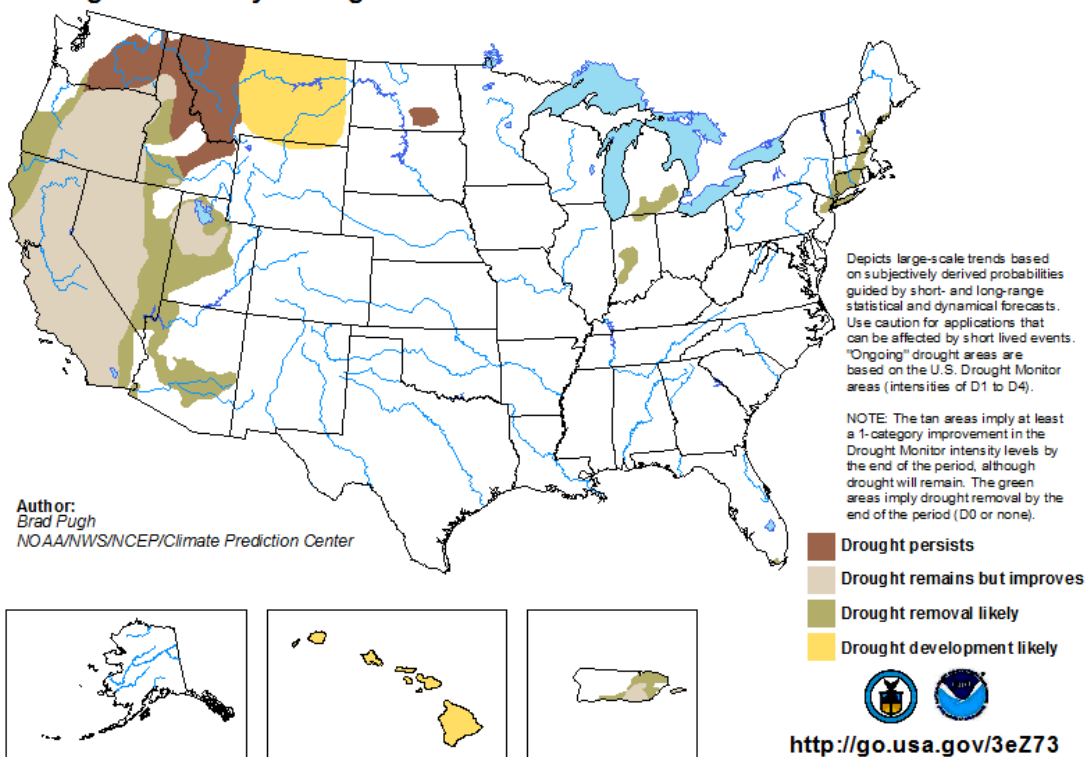 Depicts large-scale trends based
on subjectively derived probabilities
guided by short- and long-range
statistical and dynamical forecasts.
Use caution for applications that
can be affected by short lived events.
"Ongoing" drought areas are
based on the U.S. Drought Monitor
areas (intensities of D1 to D4).
NOTE: The tan areas imply at least
a 1-category improvement in the
Drought Monitor intensity levels by
the end of the period, although
drought will remain. The green
areas imply drought removal by the
end of the period (D0 or none).
Author:
Brad Pugh
NOAA/NWS/NCEP/Climate Prediction Center
Drought persists
Drought remains but improves
Drought removal likely
Drought development likely
http://go.usa.gov/3eZ73